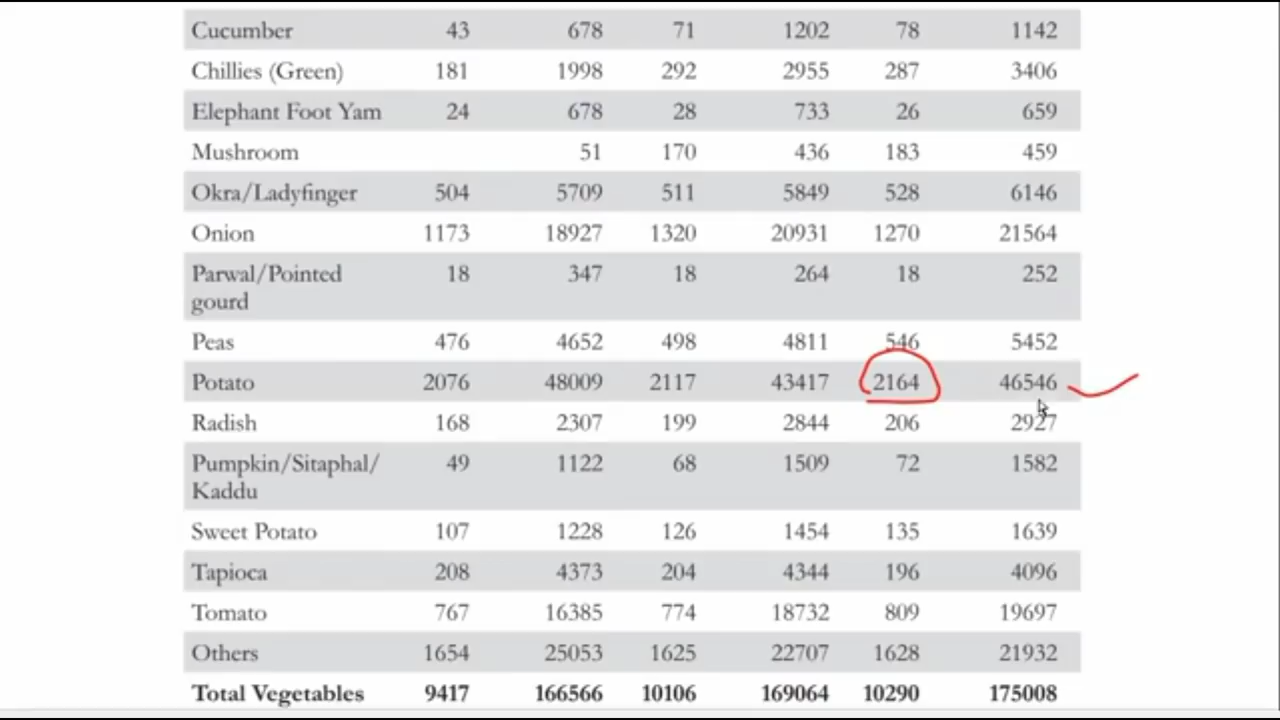 Cucumber 43 678 71 1202 78 1142
Chillies (Green) 181 1998 292 2955 287 3406
Elephant Foot Yam 24 678 28 733 26 659
Mushroom 51 170 436 183 459
Okra/Ladyfinger 504 5709 511 5849 528 6146
Onion 1173 18927 1320 20931 1270 21564
Parwal/Pointed 18 347 18 264 18 252
gourd
Peas 476 4652 498 4811 546 5452
Potato 2076 48009 2117 43417 2164 46546
Radish 168 2307 199 2844 206 2927
Pumpkin/Sitaphal/ 49 1122 68 1509 72 1582
Kaddu
Sweet Potato 107 1228 126 1454 135 1639
Tapioca 208 4373 204 4344 196 4096
Tomato 767 16385 774 18732 809 19697
Others 1654 25053 1625 22707 1628 21932
Total Vegetables 9417 166566 10106 169064 10290 175008